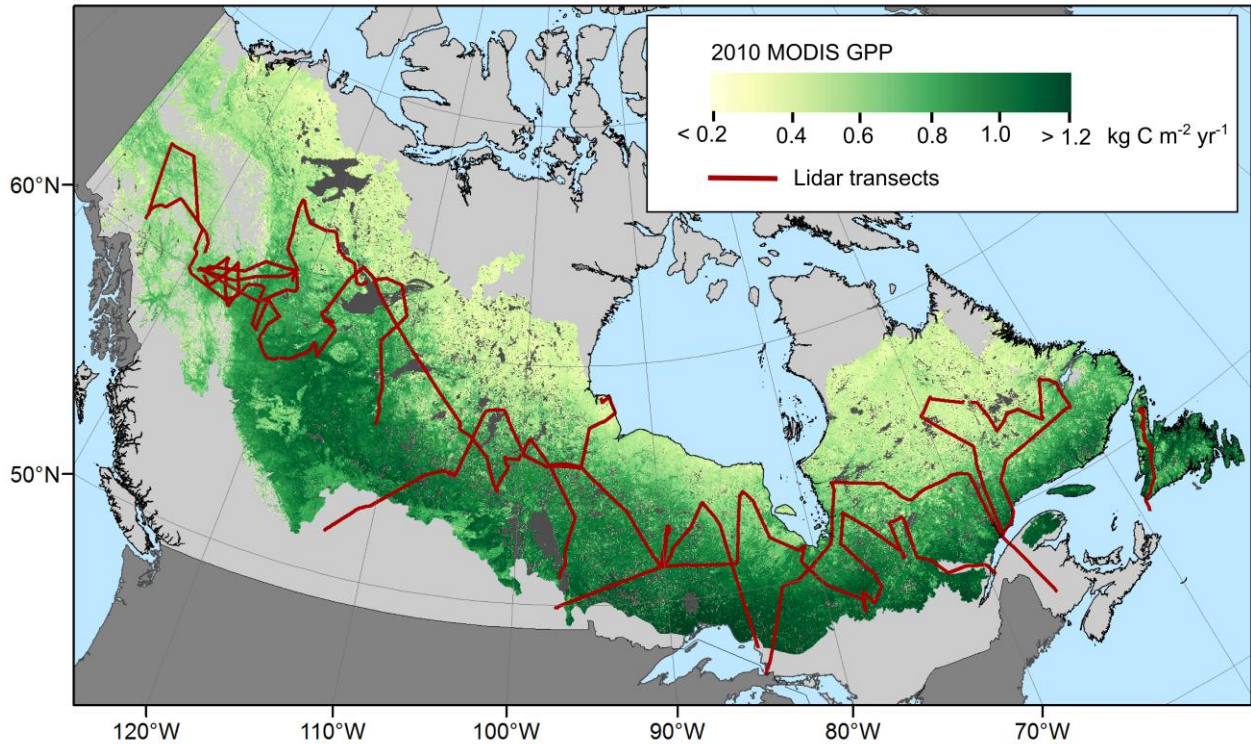 2010 MODIS GPP
< 0.2 0.4 0.6 0.8 1.0 > 1.2 kg C m⁻² yr⁻¹
Lidar transects
60°N
50°N
120°W 110°W 100°W 90°W 80°W 70°W